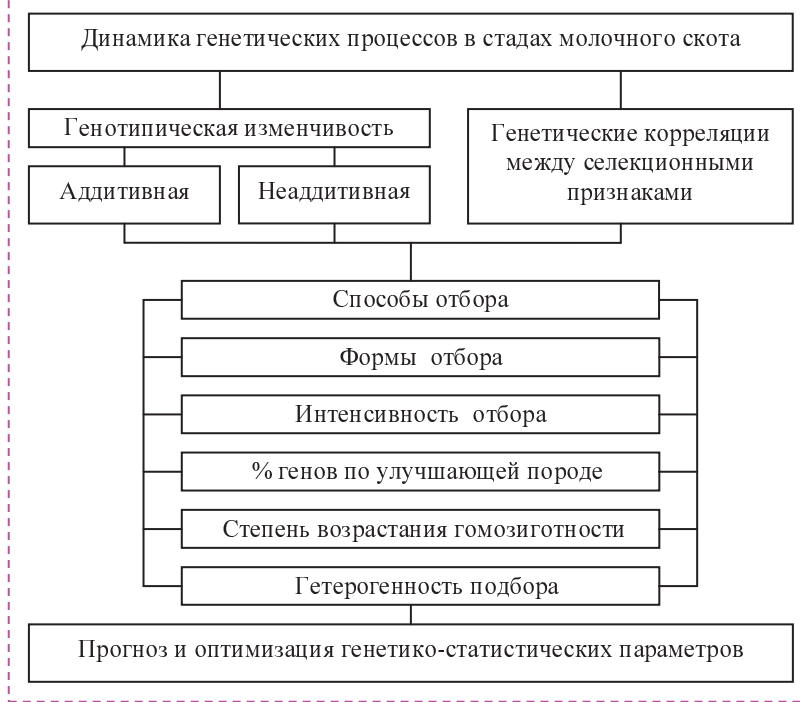 Динамика генетических процессов в стадах молочного скота
Генотипическая изменчивость
Аддитивная
Неаддитивная
Генетические корреляции
между селекционными
признаками
Способы отбора
Формы отбора
Интенсивность отбора
% генов по улучшающей породе
Степень возрастания гомозиготности
Гетерогенность подбора
Прогноз и оптимизация генетико-статистических параметров